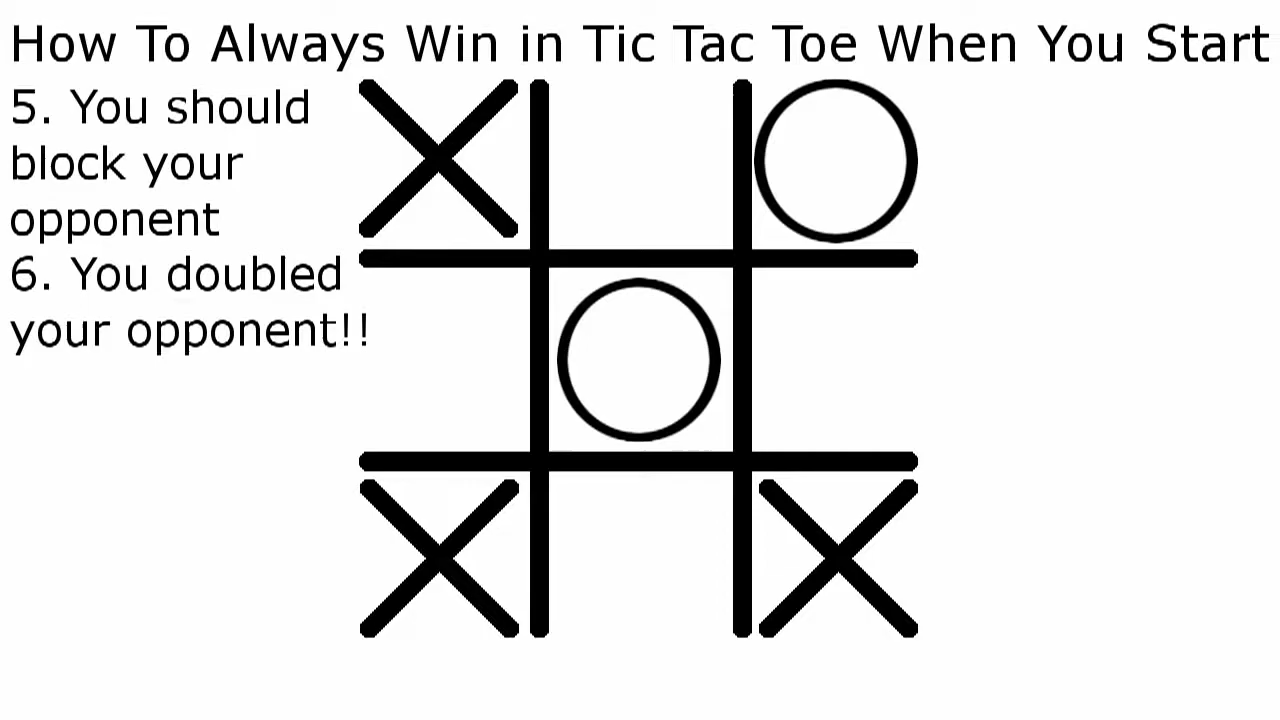 How To Always Win in Tic Tac Toe When You Start
5. You should
block your
opponent
6. You doubled
your opponent!!